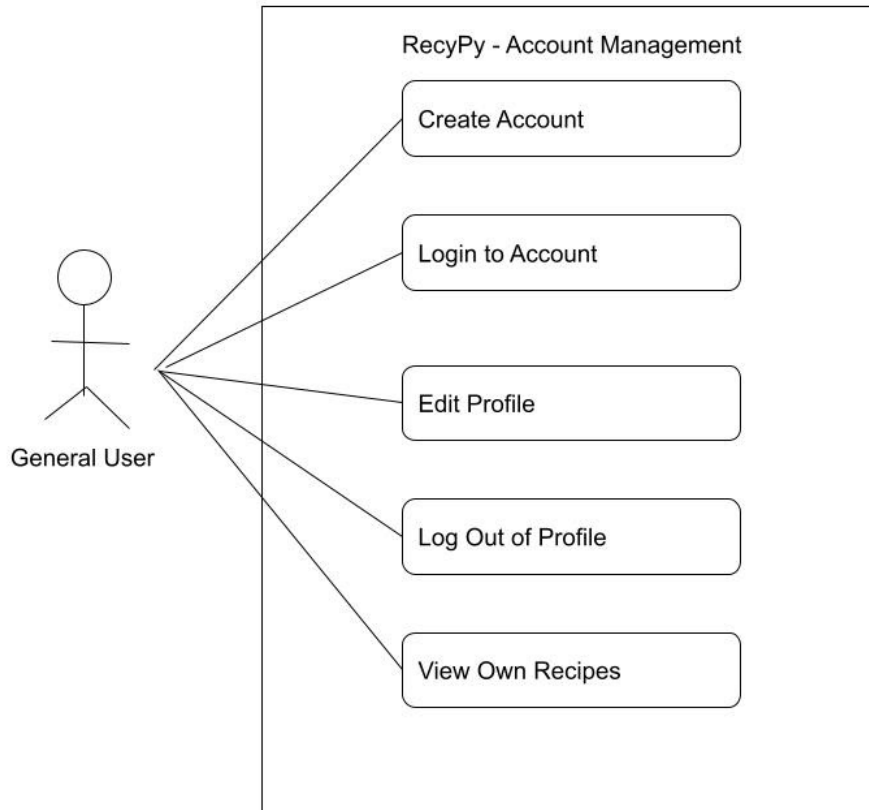 RecyPy - Account Management
Create Account
Login to Account
Edit Profile
General User
Log Out of Profile
View Own Recipes